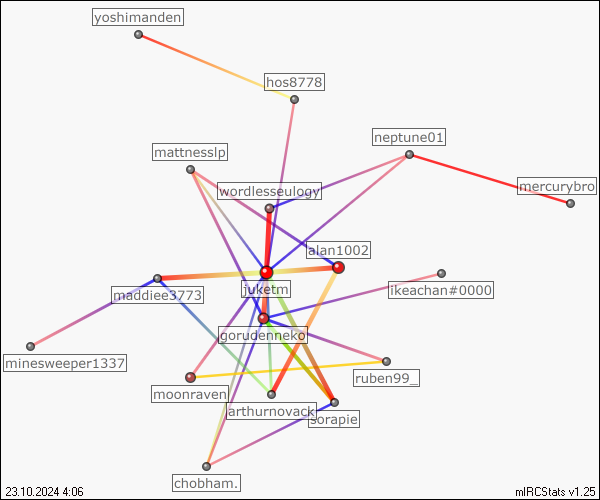 yoshimanden
hos8778
neptune01
mattnesslp
mercurybro
wordlesseulogy
alan1002
juketm
ikeachan#0000
maddiee3773
gorudenneko
minesweeper1337
ruben99_
moonraven
arthurnovack
sorapie
chobham.
23.10.2024 4:06
mIRCStats v1.25